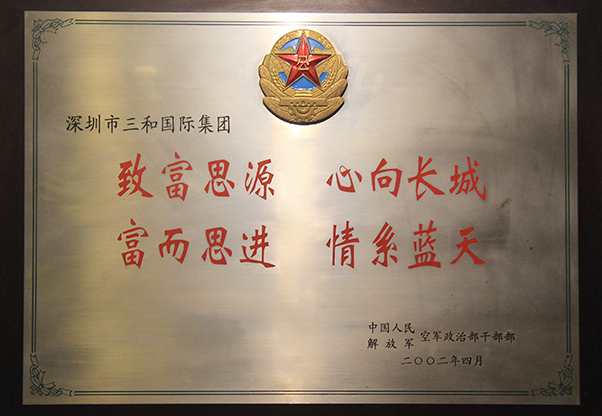 深圳市三和国际集团
致富思源 心向长城
富而思进 情系蓝天
中国人民
解放军 空军政治部干部部
二〇〇二年四月